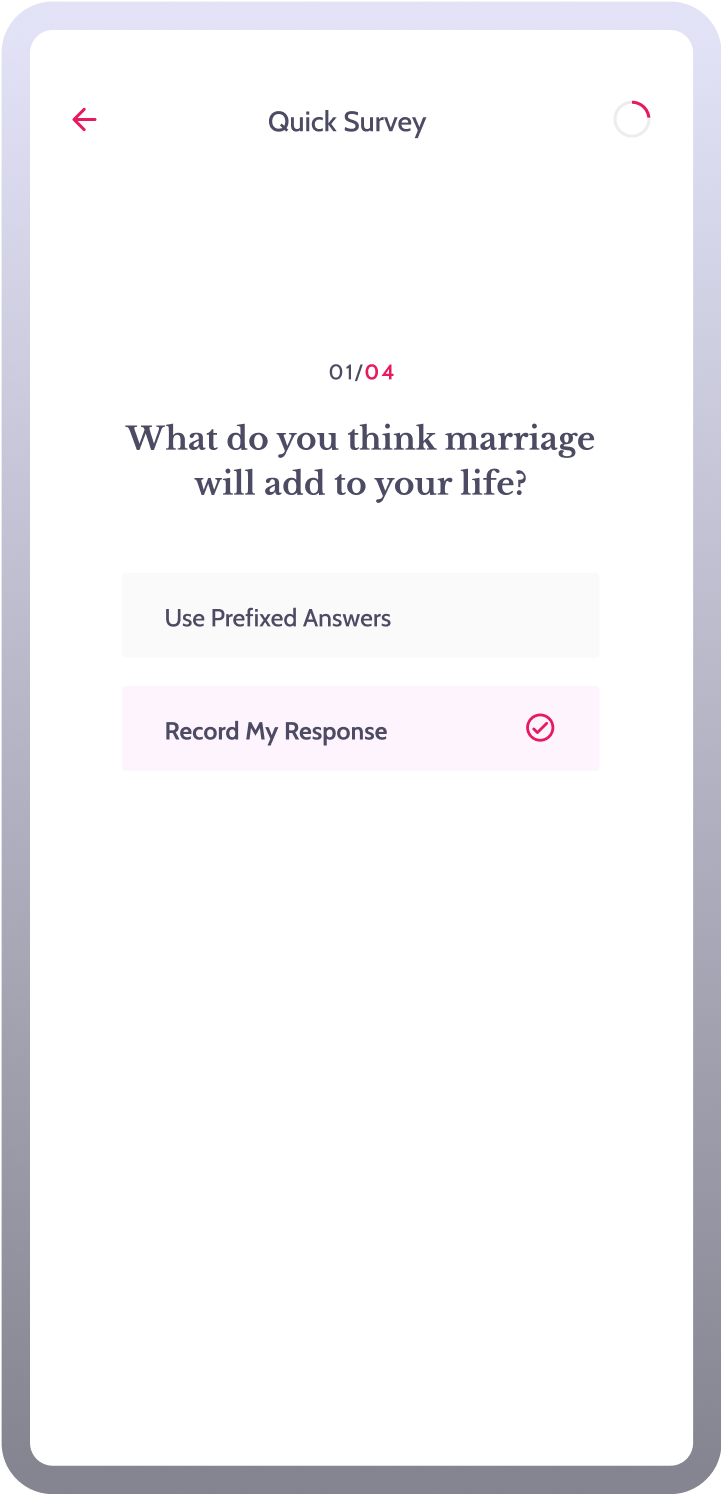 Quick Survey
01/04
What do you think marriage
will add to your life?
Use Prefixed Answers
Record My Response